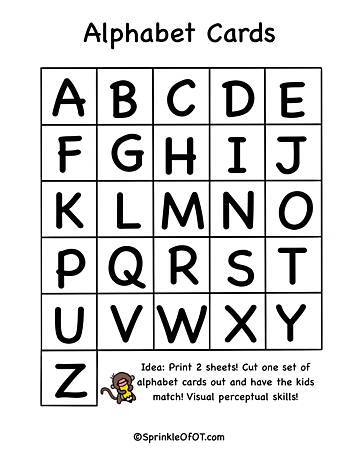 Alphabet Cards
A B C D E
F G H I J
K L M N O
P Q R S T
U V W X Y
Z
Idea: Print 2 sheets! Cut one set of
alphabet cards out and have the kids
match! Visual perceptual skills!
©SprinkleOfOT.com